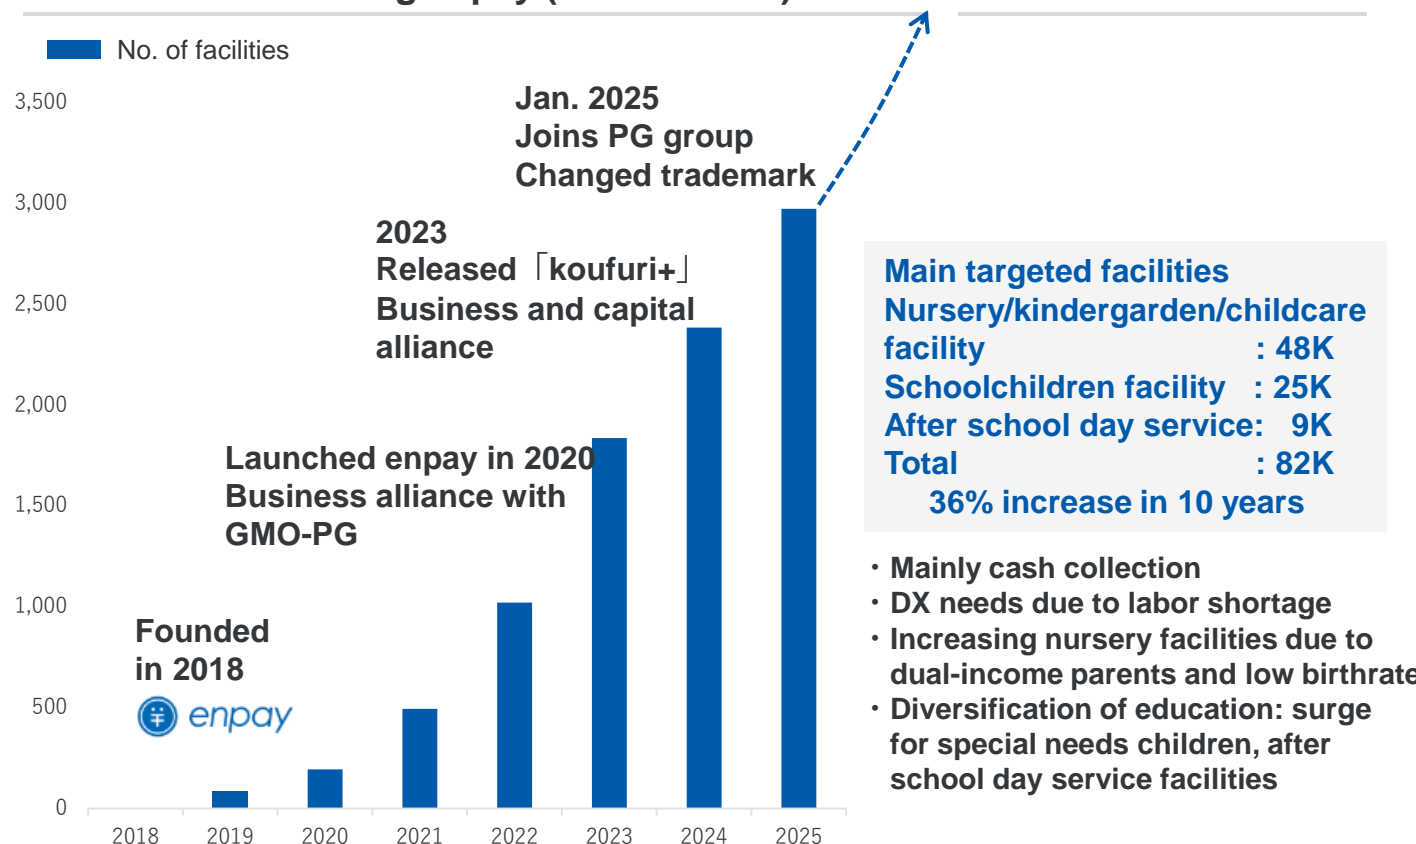 No. of facilities
3,500
3,000
2,500
2,000
1,500
1,000
500
0
Jan. 2025
Joins PG group
Changed trademark
2023
Released「koufuri+」
Business and capital
alliance
Launched enpay in 2020
Business alliance with
GMO-PG
Founded
in 2018
enpay
2018 2019 2020 2021 2022 2023 2024 2025
Main targeted facilities
Nursery/kindergarden/childcare
facility : 48K
Schoolchildren facility : 25K
After school day service: 9K
Total : 82K
36% increase in 10 years
・Mainly cash collection
・DX needs due to labor shortage
・Increasing nursery facilities due to
dual-income parents and low birthrate
・Diversification of education: surge
for special needs children, after
school day service facilities